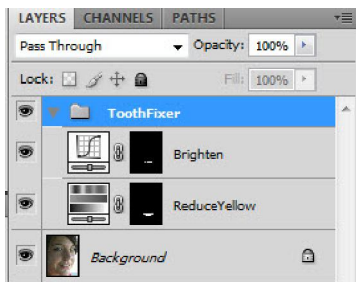 LAYERS CHANNELS PATHS
Pass Through Opacity: 100%
Lock: Fill: 100%
ToothFixer
Brighten
ReduceYellow
Background